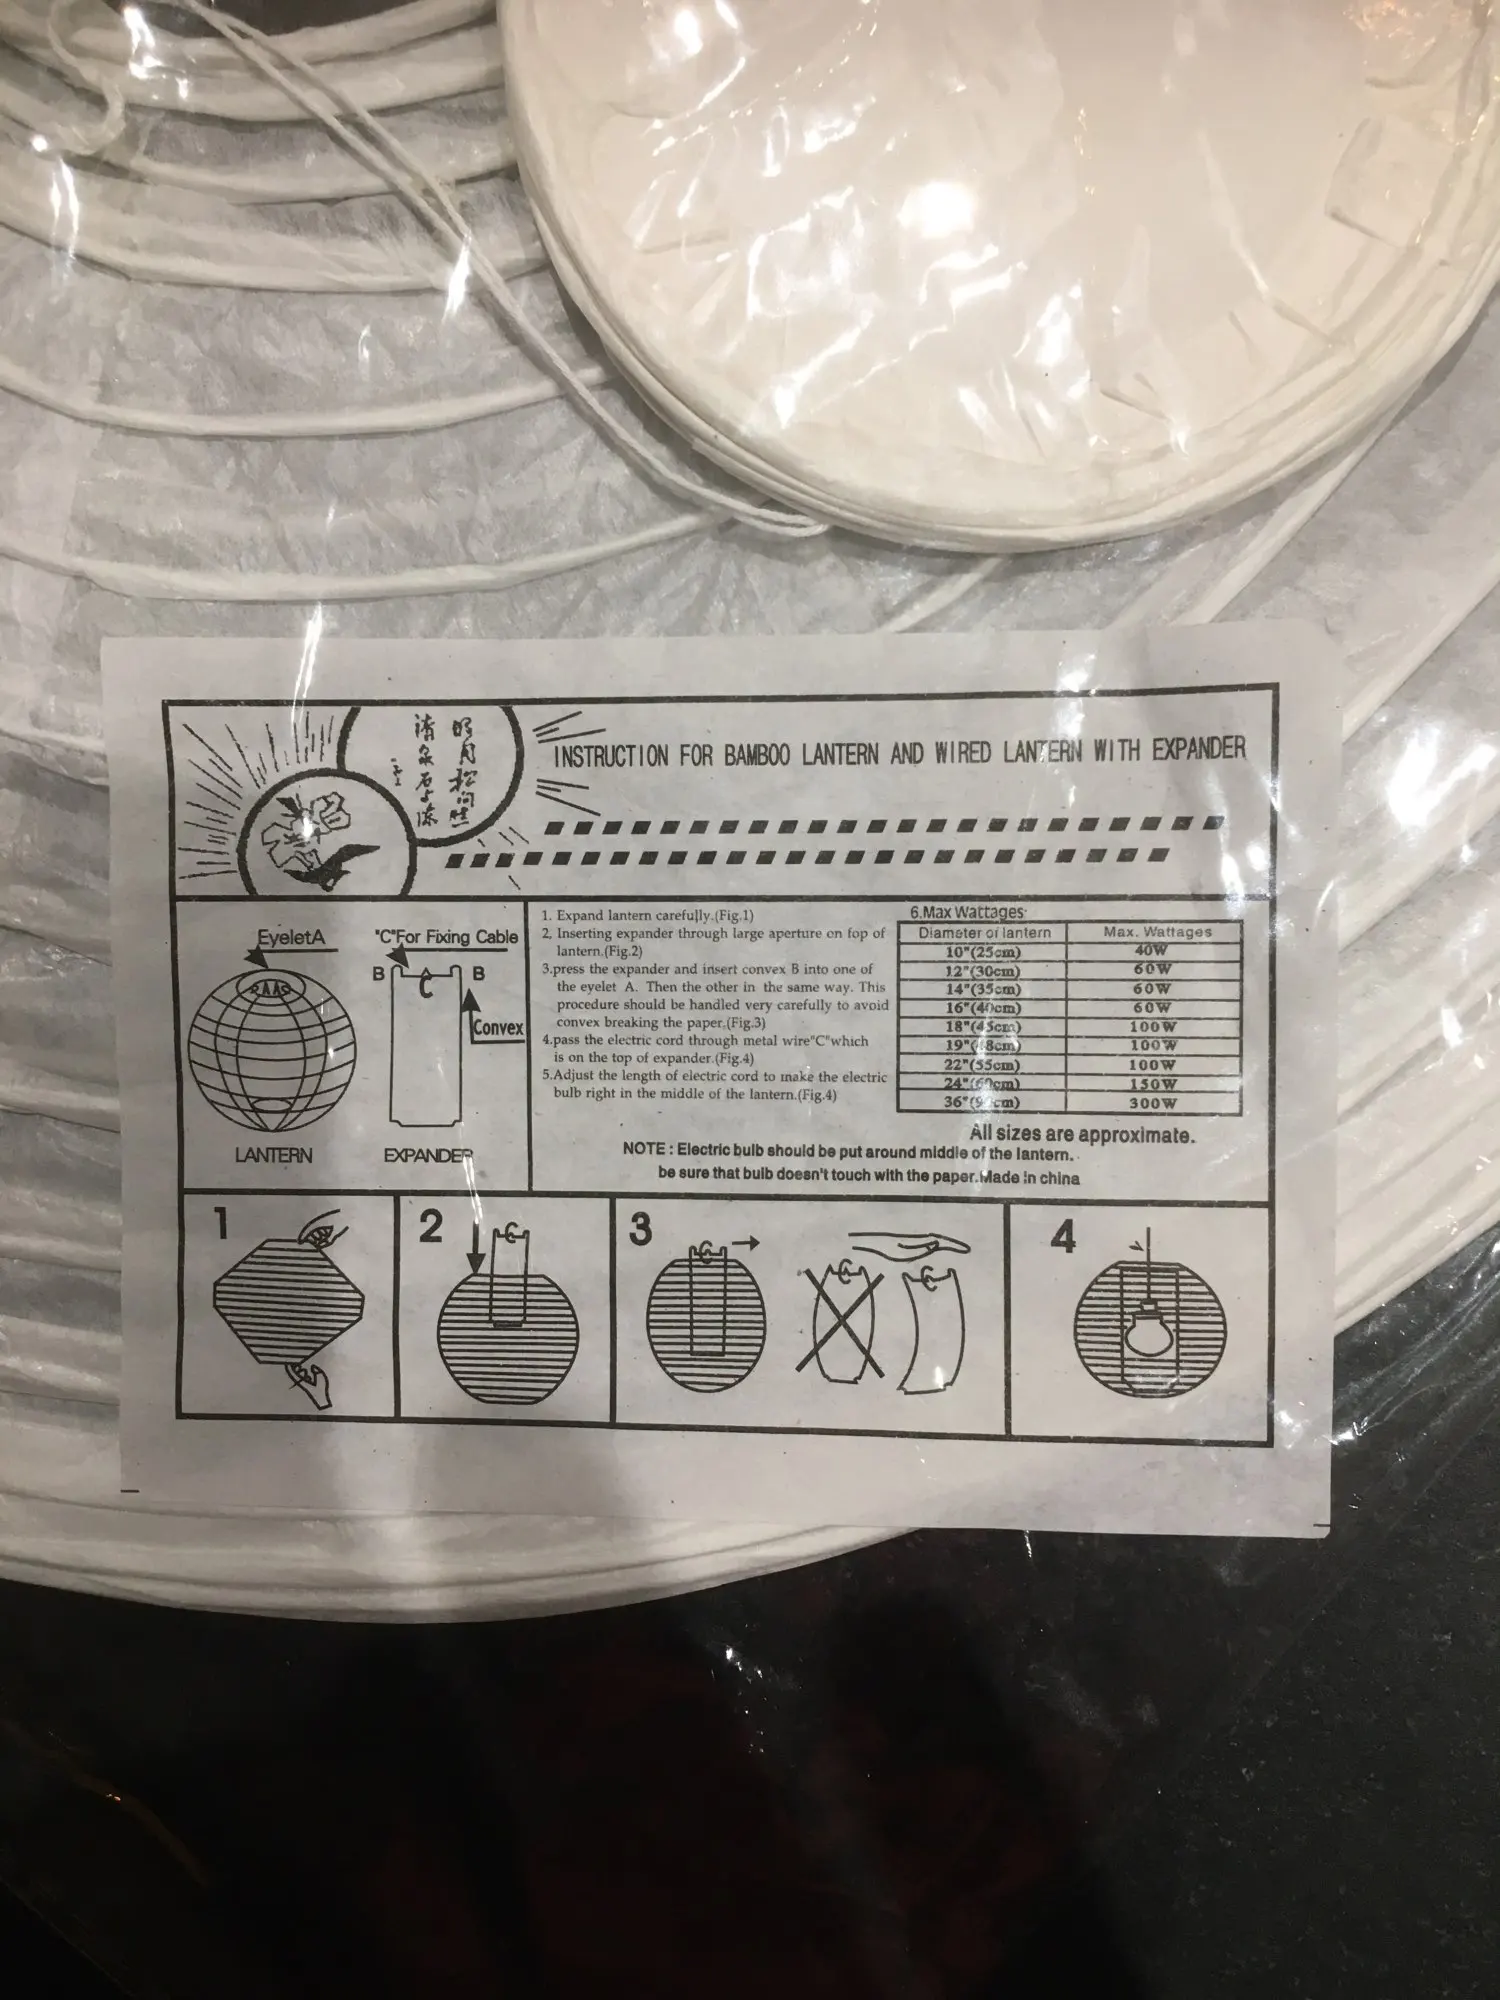 明月松间照
清泉石上流
INSTRUCTION FOR BAMBOO LANTERN AND WIRED LANTERN WITH EXPANDER
EyeletA
"C"For Fixing Cable
B
B
C
Convex
LANTERN
EXPANDER
1. Expand lantern carefully.(Fig.1)
2, Inserting expander through large aperture on fop of
lantern.(Fig.2)
3.press the expander and insert convex B into one of
the eyelet A. Then the other in the same way. This
procedure should be handled very carefully to avoid
convex breaking the paper.(Fig.3)
4.pass the electric cord through metal wire"C"which
is on the top of expander.(Fig.4)
5.Adjust the length of electric cord to make the electric
bulb right in the middle of the lantern.(Fig.4)
6.Max Wattages:
Diameter of lantern Max. Wattages
10"(25cm) 40W
12"(30cm) 60W
14"(35cm) 60W
16"(40cm) 60W
18"(45cm) 100W
19"(48cm) 100W
22"(55cm) 100W
24"(60cm) 150W
36"( cm) 300W
All sizes are approximate.
NOTE : Electric bulb should be put around middle of the lantern.
be sure that bulb doesn't touch with the paper.Made in china
1
2
3
4